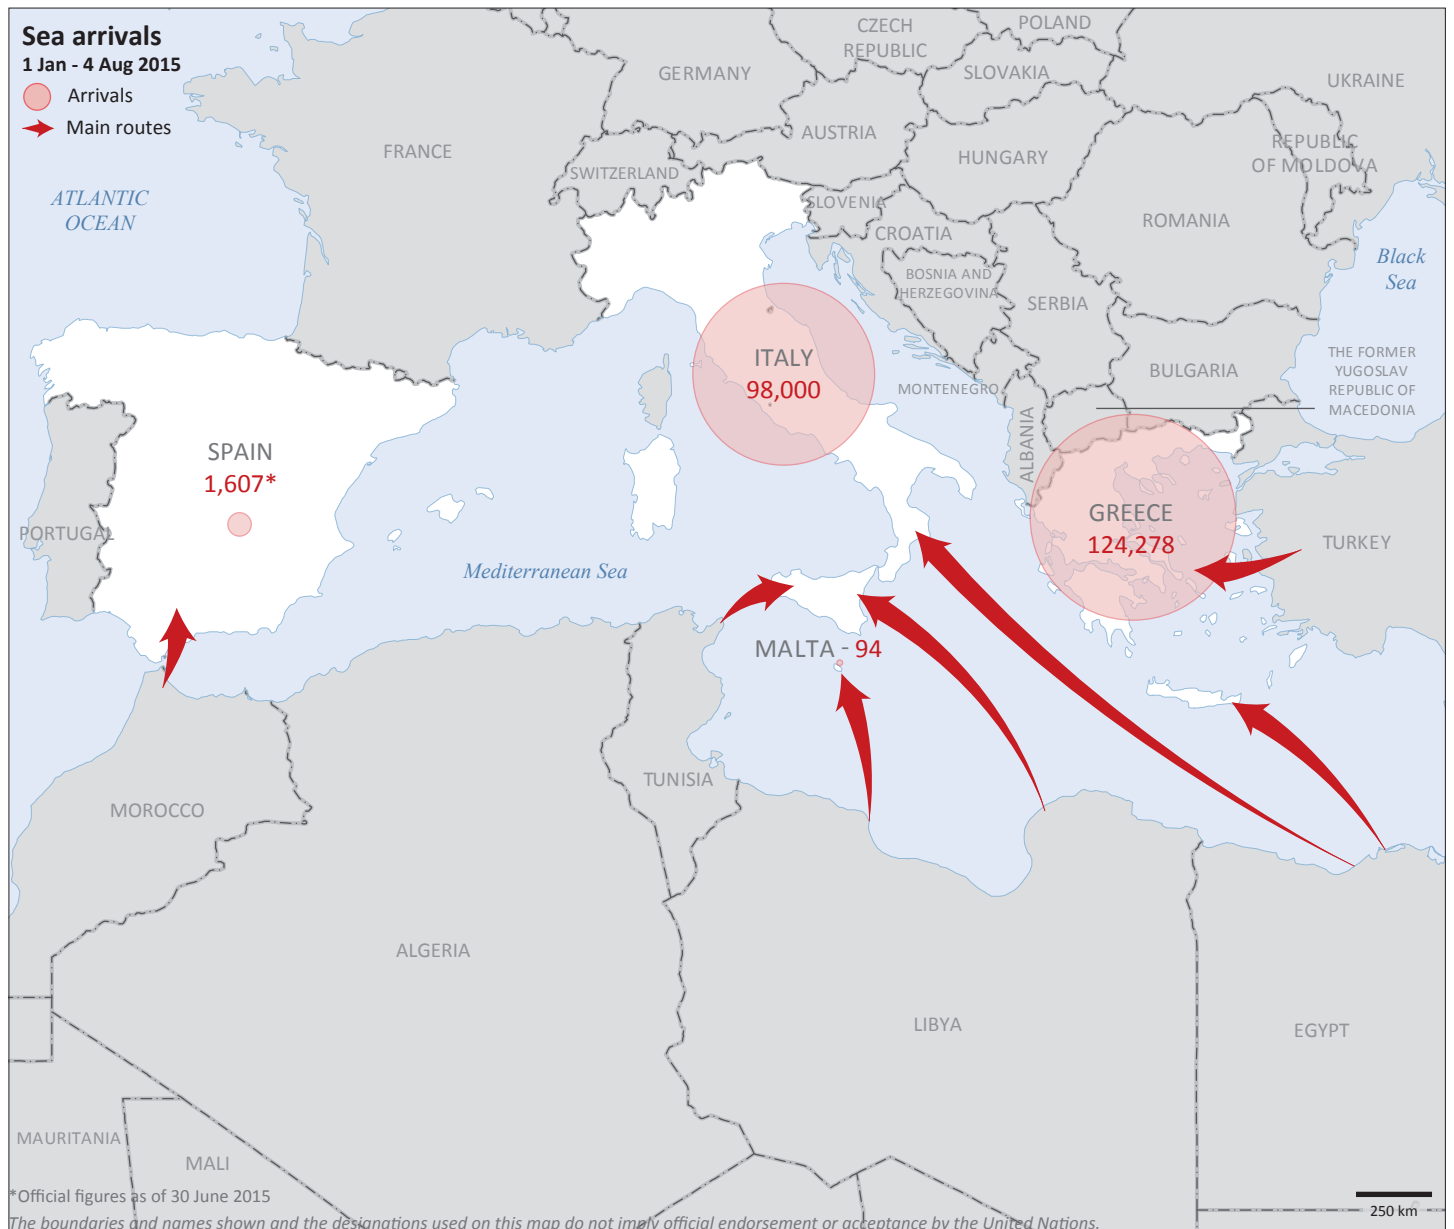 Sea arrivals
1 Jan - 4 Aug 2015
Arrivals
Main routes
CZECH
REPUBLIC
POLAND
GERMANY
SLOVAKIA
UKRAINE
AUSTRIA
FRANCE
HUNGARY
REPUBLIC
OF MOLDOVA
SWITZERLAND
ATLANTIC
OCEAN
SLOVENIA
CROATIA
ROMANIA
Black
Sea
BOSNIA AND
HERZEGOVINA
SERBIA
ITALY
98,000
MONTENEGRO
BULGARIA
THE FORMER
YUGOSLAV
REPUBLIC OF
MACEDONIA
ALBANIA
SPAIN
1,607*
GREECE
124,278
PORTUGAL
TURKEY
Mediterranean Sea
MALTA - 94
TUNISIA
MOROCCO
ALGERIA
LIBYA
EGYPT
MAURITANIA
MALI
*Official figures as of 30 June 2015
250 km
The boundaries and names shown and the designations used on this map do not imply official endorsement or acceptance by the United Nations.